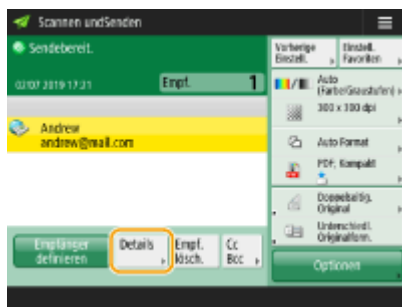 Scannen und Senden
Sendebereit.
02/07 2019 17:21
Empf. 1
Andrew
andrew@mail.com
Empfänger
definieren
Details
Empf.
lösch.
Cc
Bcc
Vorherige
Einstell.
Einstell.
Favoriten
Auto
(Farbe/Graustufen)
300 x 300 dpi
Auto Format
PDF; Kompakt
Doppelseitig.
Original
Unterschiedl.
Originalform.
Optionen